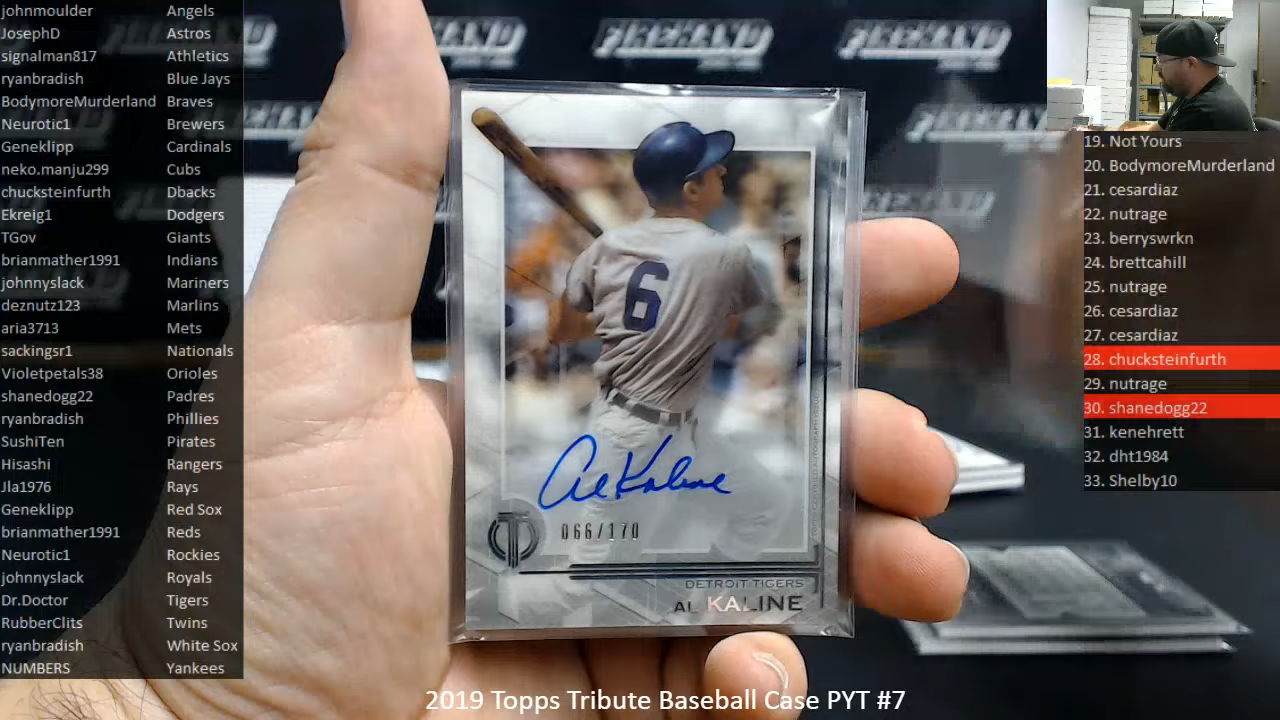 johnmoulder Angels
JosephD Astros
signalman817 Athletics
ryanbradish Blue Jays
BodymoreMurderland Braves
Neurotic1 Brewers
Geneklipp Cardinals
neko.manju299 Cubs
chucksteinfurth Dbacks
Ekreig1 Dodgers
TGov Giants
brianmather1991 Indians
johnnyslack Mariners
deznutz123 Marlins
aria3713 Mets
sackingsr1 Nationals
Violetpetals38 Orioles
shanedogg22 Padres
ryanbradish Phillies
SushiTen Pirates
Hisashi Rangers
Jla1976 Rays
Geneklipp Red Sox
brianmather1991 Reds
Neurotic1 Rockies
johnnyslack Royals
Dr.Doctor Tigers
RubberClits Twins
ryanbradish White Sox
NUMBERS Yankees
FIREHAND
FIREHAND
FIREHAND
FIREHAND
6
Al Kaline
066/170
DETROIT TIGERS
AL KALINE
19. Not Yours
20. BodymoreMurderland
21. cesardiaz
22. nutrage
23. berryswrkn
24. brettcahill
25. nutrage
26. cesardiaz
27. cesardiaz
28. chucksteinfurth
29. nutrage
30. shanedogg22
31. kenehrett
32. dht1984
33. Shelby10
2019 Topps Tribute Baseball Case PYT #7